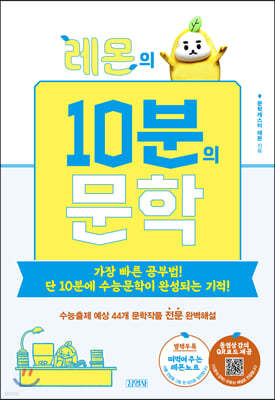 레몬의
문학캐스터 레몬 지음
10분의
문학
가장 빠른 공부법!
단 10분에 수능문학이 완성되는 기적!
수능출제 예상 44개 문학작품 전문 완벽해설
별책부록
떠먹여주는
레몬노트
동영상 강의
QR코드 제공
김영사